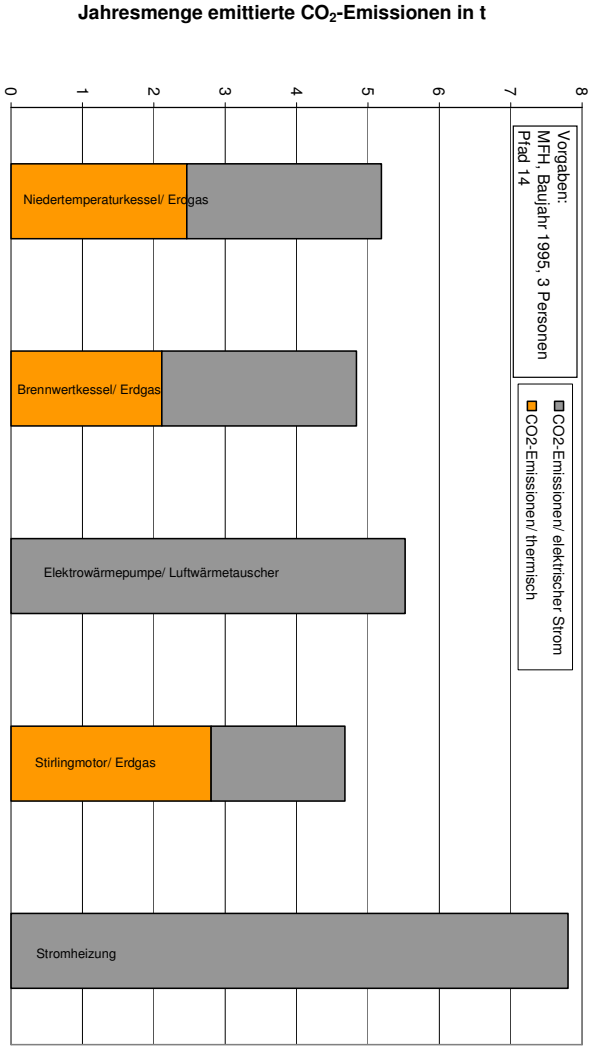 Jahresmenge emittierte CO₂-Emissionen in t
0
1
2
3
4
5
6
7
8
Vorgaben:
MFH, Baujahr 1995, 3 Personen
Pfad 14
CO2-Emissionen/ elektrischer Strom
CO2-Emissionen/ thermisch
Niedertemperaturkessel/ Erdgas
Brennwertkessel/ Erdgas
Elektrowärmepumpe/ Luftwärmetauscher
Stirlingmotor/ Erdgas
Stromheizung